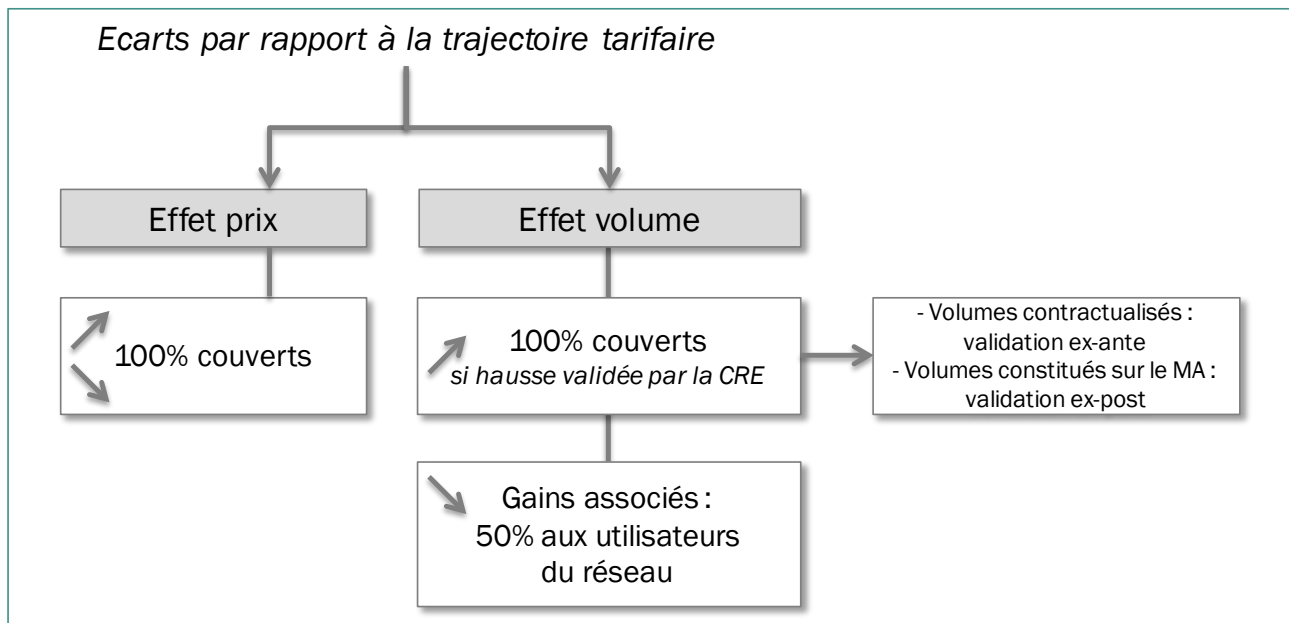 Ecarts par rapport à la trajectoire tarifaire
Effet prix
Effet volume
100% couverts
100% couverts
si hausse validée par la CRE
- Volumes contractualisés :
validation ex-ante
- Volumes constitués sur le MA :
validation ex-post
Gains associés :
50% aux utilisateurs
du réseau